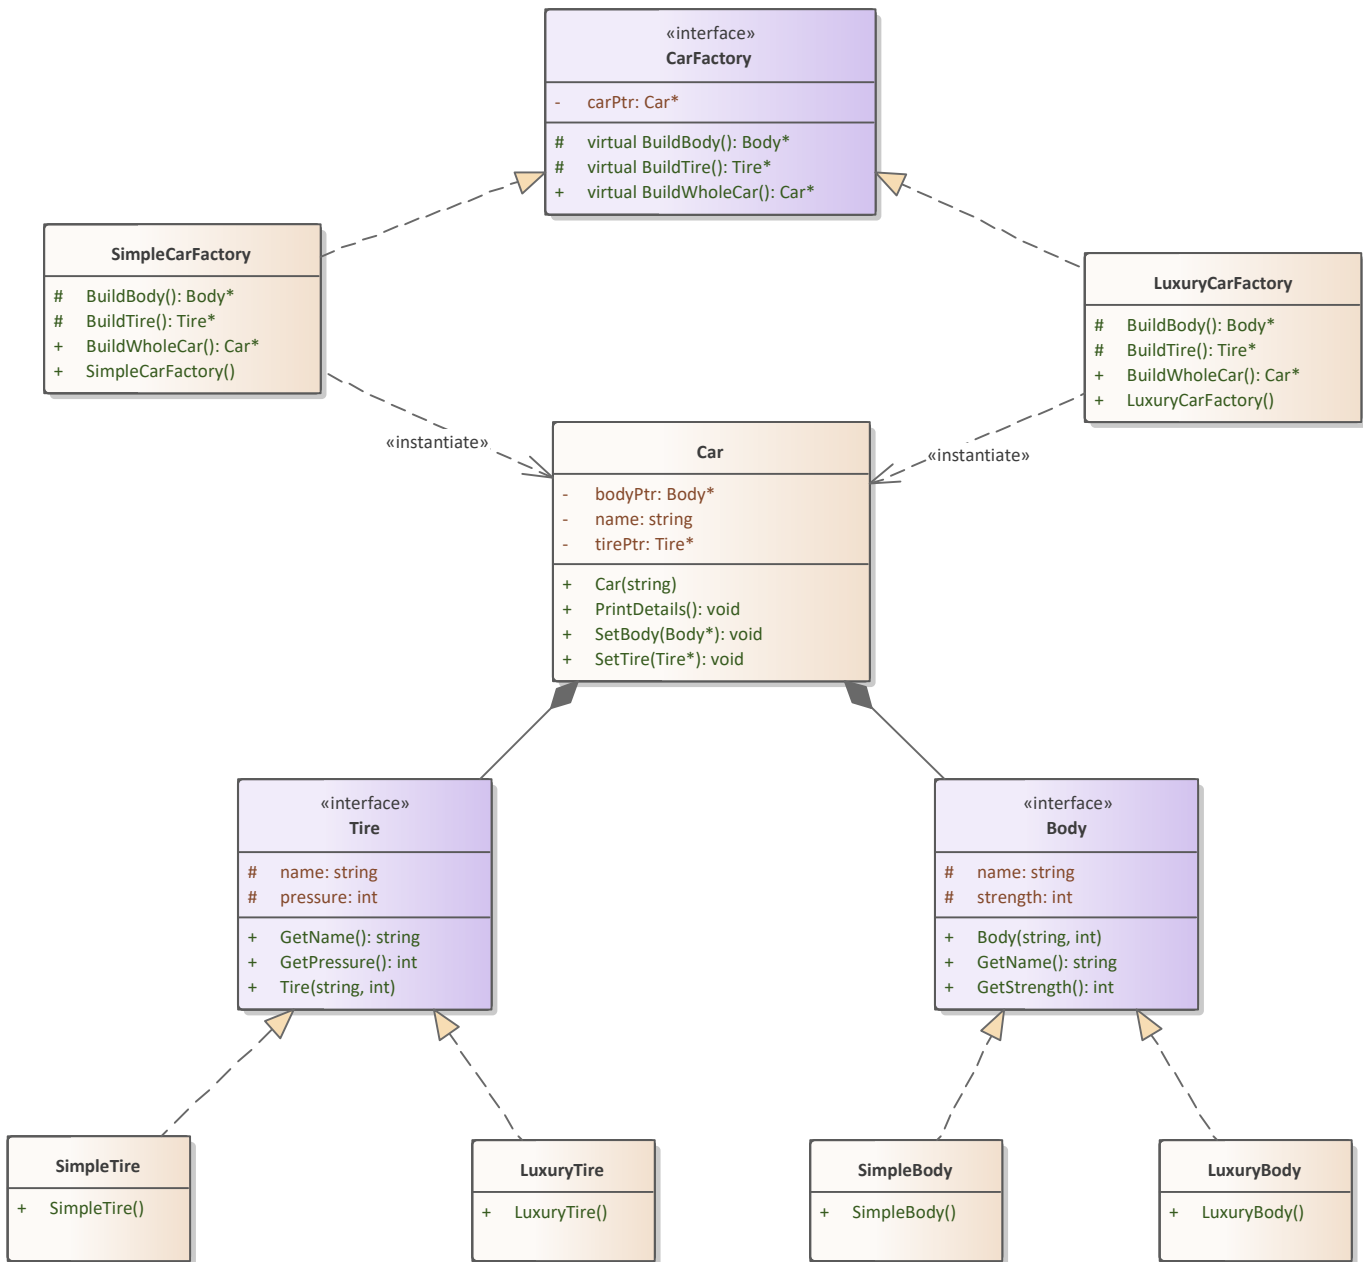 «interface»
CarFactory
- carPtr: Car*
# virtual BuildBody(): Body*
# virtual BuildTire(): Tire*
+ virtual BuildWholeCar(): Car*
SimpleCarFactory
# BuildBody(): Body*
# BuildTire(): Tire*
+ BuildWholeCar(): Car*
+ SimpleCarFactory()
LuxuryCarFactory
# BuildBody(): Body*
# BuildTire(): Tire*
+ BuildWholeCar(): Car*
+ LuxuryCarFactory()
«instantiate»
«instantiate»
Car
- bodyPtr: Body*
- name: string
- tirePtr: Tire*
+ Car(string)
+ PrintDetails(): void
+ SetBody(Body*): void
+ SetTire(Tire*): void
«interface»
Tire
# name: string
# pressure: int
+ GetName(): string
+ GetPressure(): int
+ Tire(string, int)
«interface»
Body
# name: string
# strength: int
+ Body(string, int)
+ GetName(): string
+ GetStrength(): int
SimpleTire
+ SimpleTire()
LuxuryTire
+ LuxuryTire()
SimpleBody
+ SimpleBody()
LuxuryBody
+ LuxuryBody()